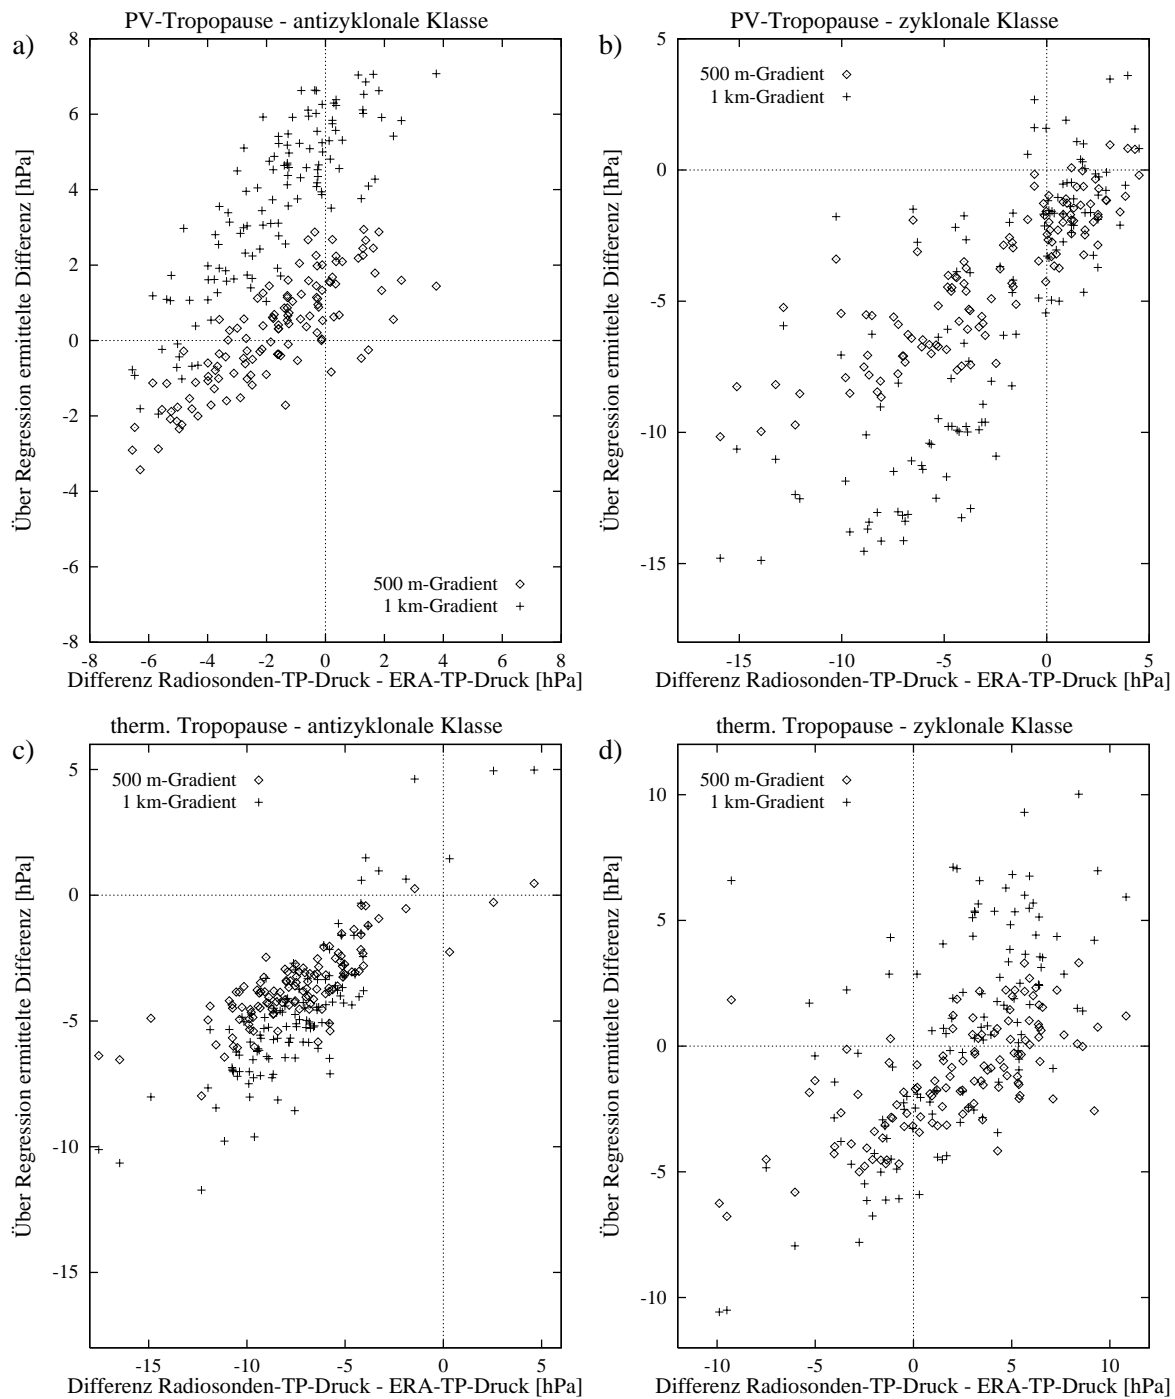 PV-Tropopause - antizyklonale Klasse
a)
8
6
4
2
0
-2
-4
-6
-8
Über Regression ermittelte Differenz [hPa]
500 m-Gradient
1 km-Gradient
-8 -6 -4 -2 0 2 4 6 8
Differenz Radiosonden-TP-Druck - ERA-TP-Druck [hPa]
PV-Tropopause - zyklonale Klasse
b)
5
0
-5
-10
-15
Über Regression ermittelte Differenz [hPa]
500 m-Gradient
1 km-Gradient
-15 -10 -5 0 5
Differenz Radiosonden-TP-Druck - ERA-TP-Druck [hPa]
therm. Tropopause - antizyklonale Klasse
c)
5
0
-5
-10
-15
Über Regression ermittelte Differenz [hPa]
500 m-Gradient
1 km-Gradient
-15 -10 -5 0 5
Differenz Radiosonden-TP-Druck - ERA-TP-Druck [hPa]
therm. Tropopause - zyklonale Klasse
d)
10
5
0
-5
-10
Über Regression ermittelte Differenz [hPa]
500 m-Gradient
1 km-Gradient
-10 -5 0 5 10
Differenz Radiosonden-TP-Druck - ERA-TP-Druck [hPa]